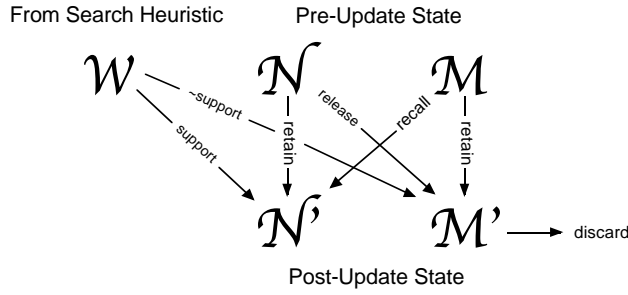 From Search Heuristic
Pre-Update State
𝒲 𝒩 ℳ
~support
release
recall
support
retain
retain
𝒩' ℳ'
discard
Post-Update State